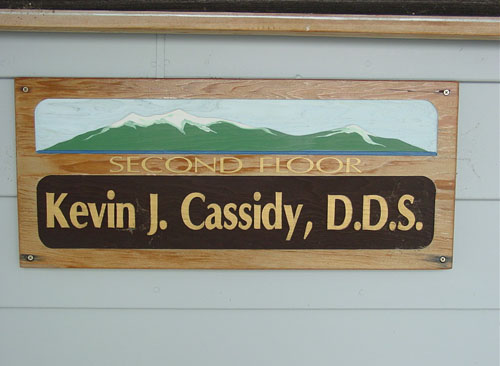 SECOND FLOOR
Kevin J. Cassidy, D.D.S.